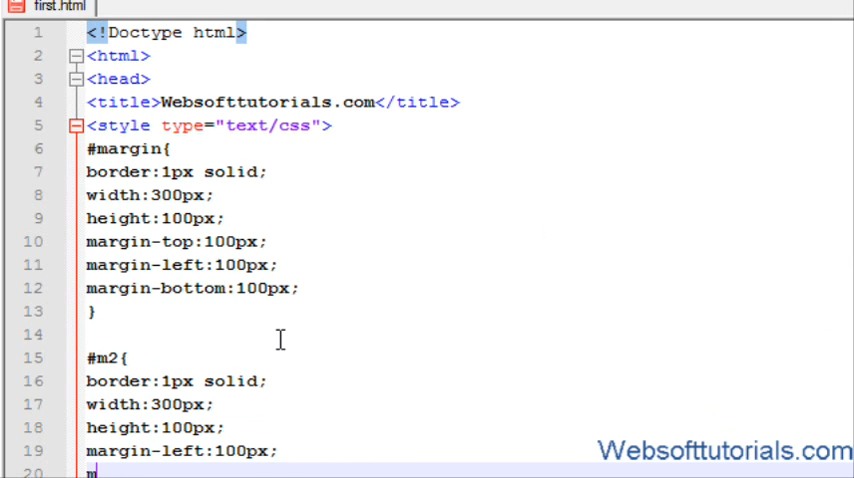 first.html
1 <!Doctype html>
2 <html>
3 <head>
4 <title>Websofttutorials.com</title>
5 <style type="text/css">
6 #margin{
7 border:1px solid;
8 width:300px;
9 height:100px;
10 margin-top:100px;
11 margin-left:100px;
12 margin-bottom:100px;
13 }
14
15 #m2{
16 border:1px solid;
17 width:300px;
18 height:100px;
19 margin-left:100px;
Websofttutorials.com
20 m